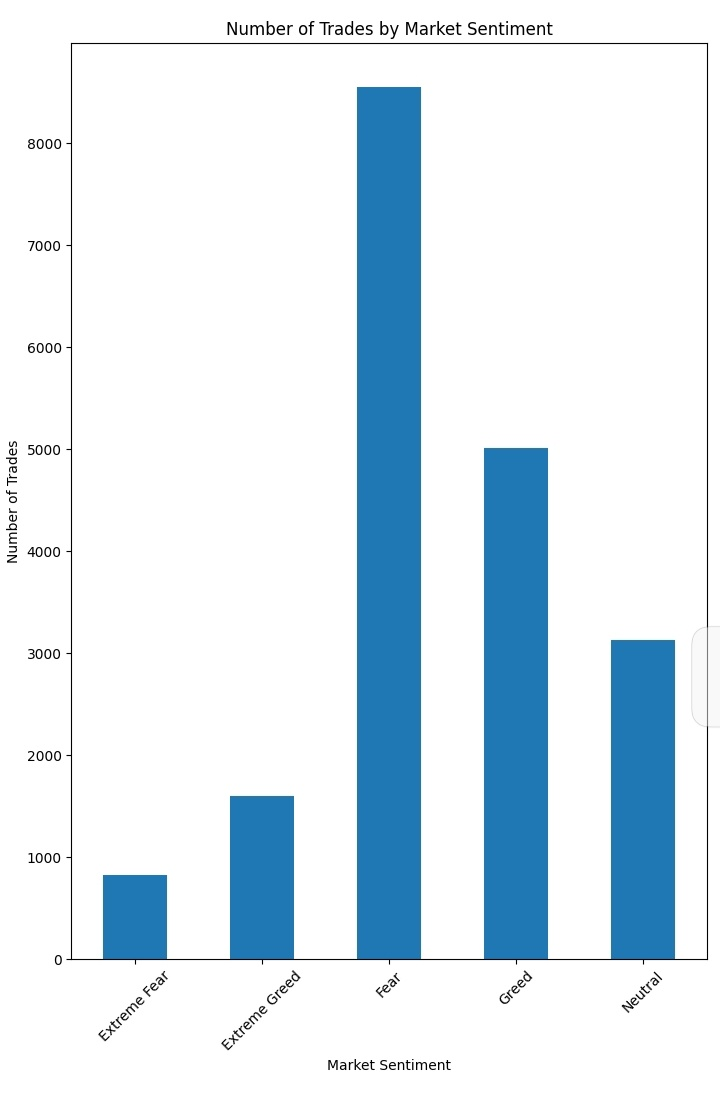 Number of Trades by Market Sentiment
8000
7000
6000
5000
4000
3000
2000
1000
0
Number of Trades
Extreme Fear
Extreme Greed
Fear
Greed
Neutral
Market Sentiment